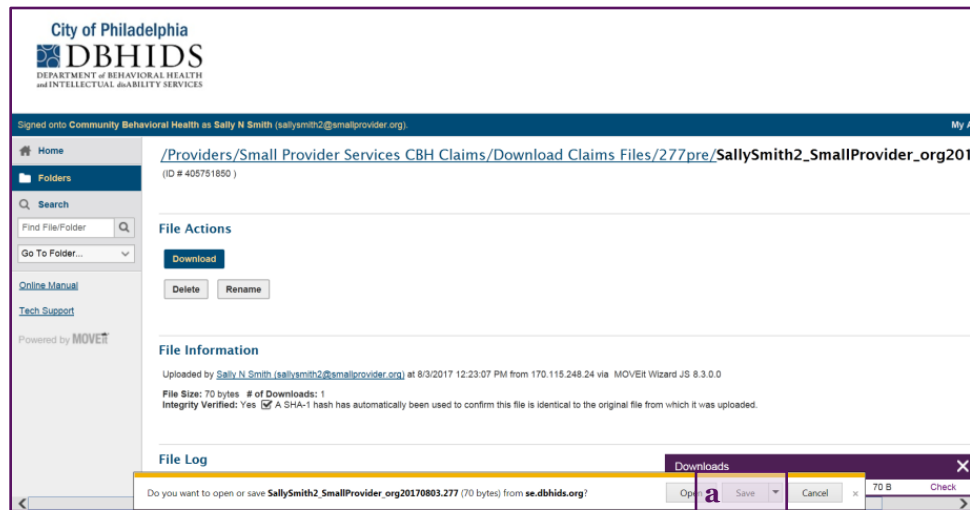 City of Philadelphia
DBHIDS
DEPARTMENT of BEHAVIORAL HEALTH
and INTELLECTUAL disABILITY SERVICES
Signed onto Community Behavioral Health as Sally N Smith (sallysmith2@smallprovider.org). My A
Home
Folders
Search
Find File/Folder
Go To Folder...
Online Manual
Tech Support
Powered by MOVEit
/Providers/Small Provider Services CBH Claims/Download Claims Files/277pre/SallySmith2_SmallProvider_org201
(ID # 405751850 )
File Actions
Download
Delete Rename
File Information
Uploaded by Sally N Smith (sallysmith2@smallprovider.org) at 8/3/2017 12:23:07 PM from 170.115.248.24 via MOVEit Wizard JS 8.3.0.0
File Size: 70 bytes # of Downloads: 1
Integrity Verified: Yes A SHA-1 hash has automatically been used to confirm this file is identical to the original file from which it was uploaded.
File Log
Downloads X
Do you want to open or save SallySmith2_SmallProvider_org20170803.277 (70 bytes) from se.dbhids.org? Open a Save Cancel × 70 B Check